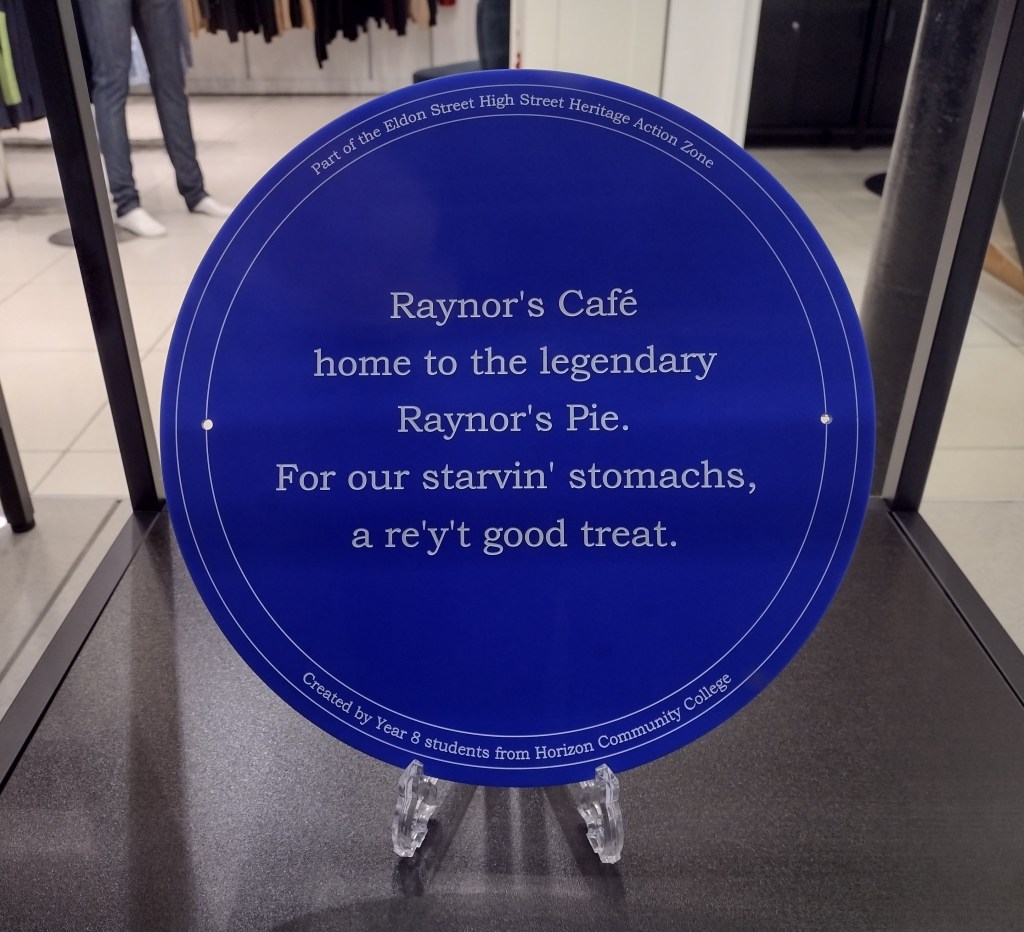 Part of the Eldon Street High Street Heritage Action Zone
Raynor's Café
home to the legendary
Raynor's Pie.
For our starvin' stomachs,
a re'y't good treat.
Created by Year 8 students from Horizon Community College